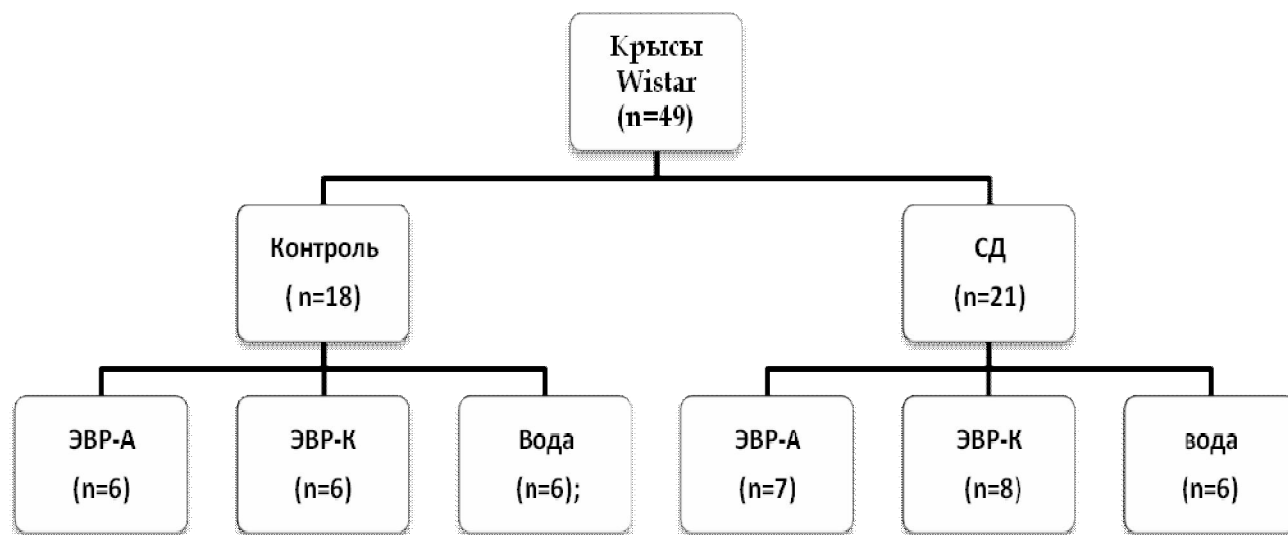 Крысы
Wistar
(n=49)
Контроль
( n=18)
СД
(n=21)
ЭВР-А
(n=6)
ЭВР-К
(n=6)
Вода
(n=6);
ЭВР-А
(n=7)
ЭВР-К
(n=8)
вода
(n=6)